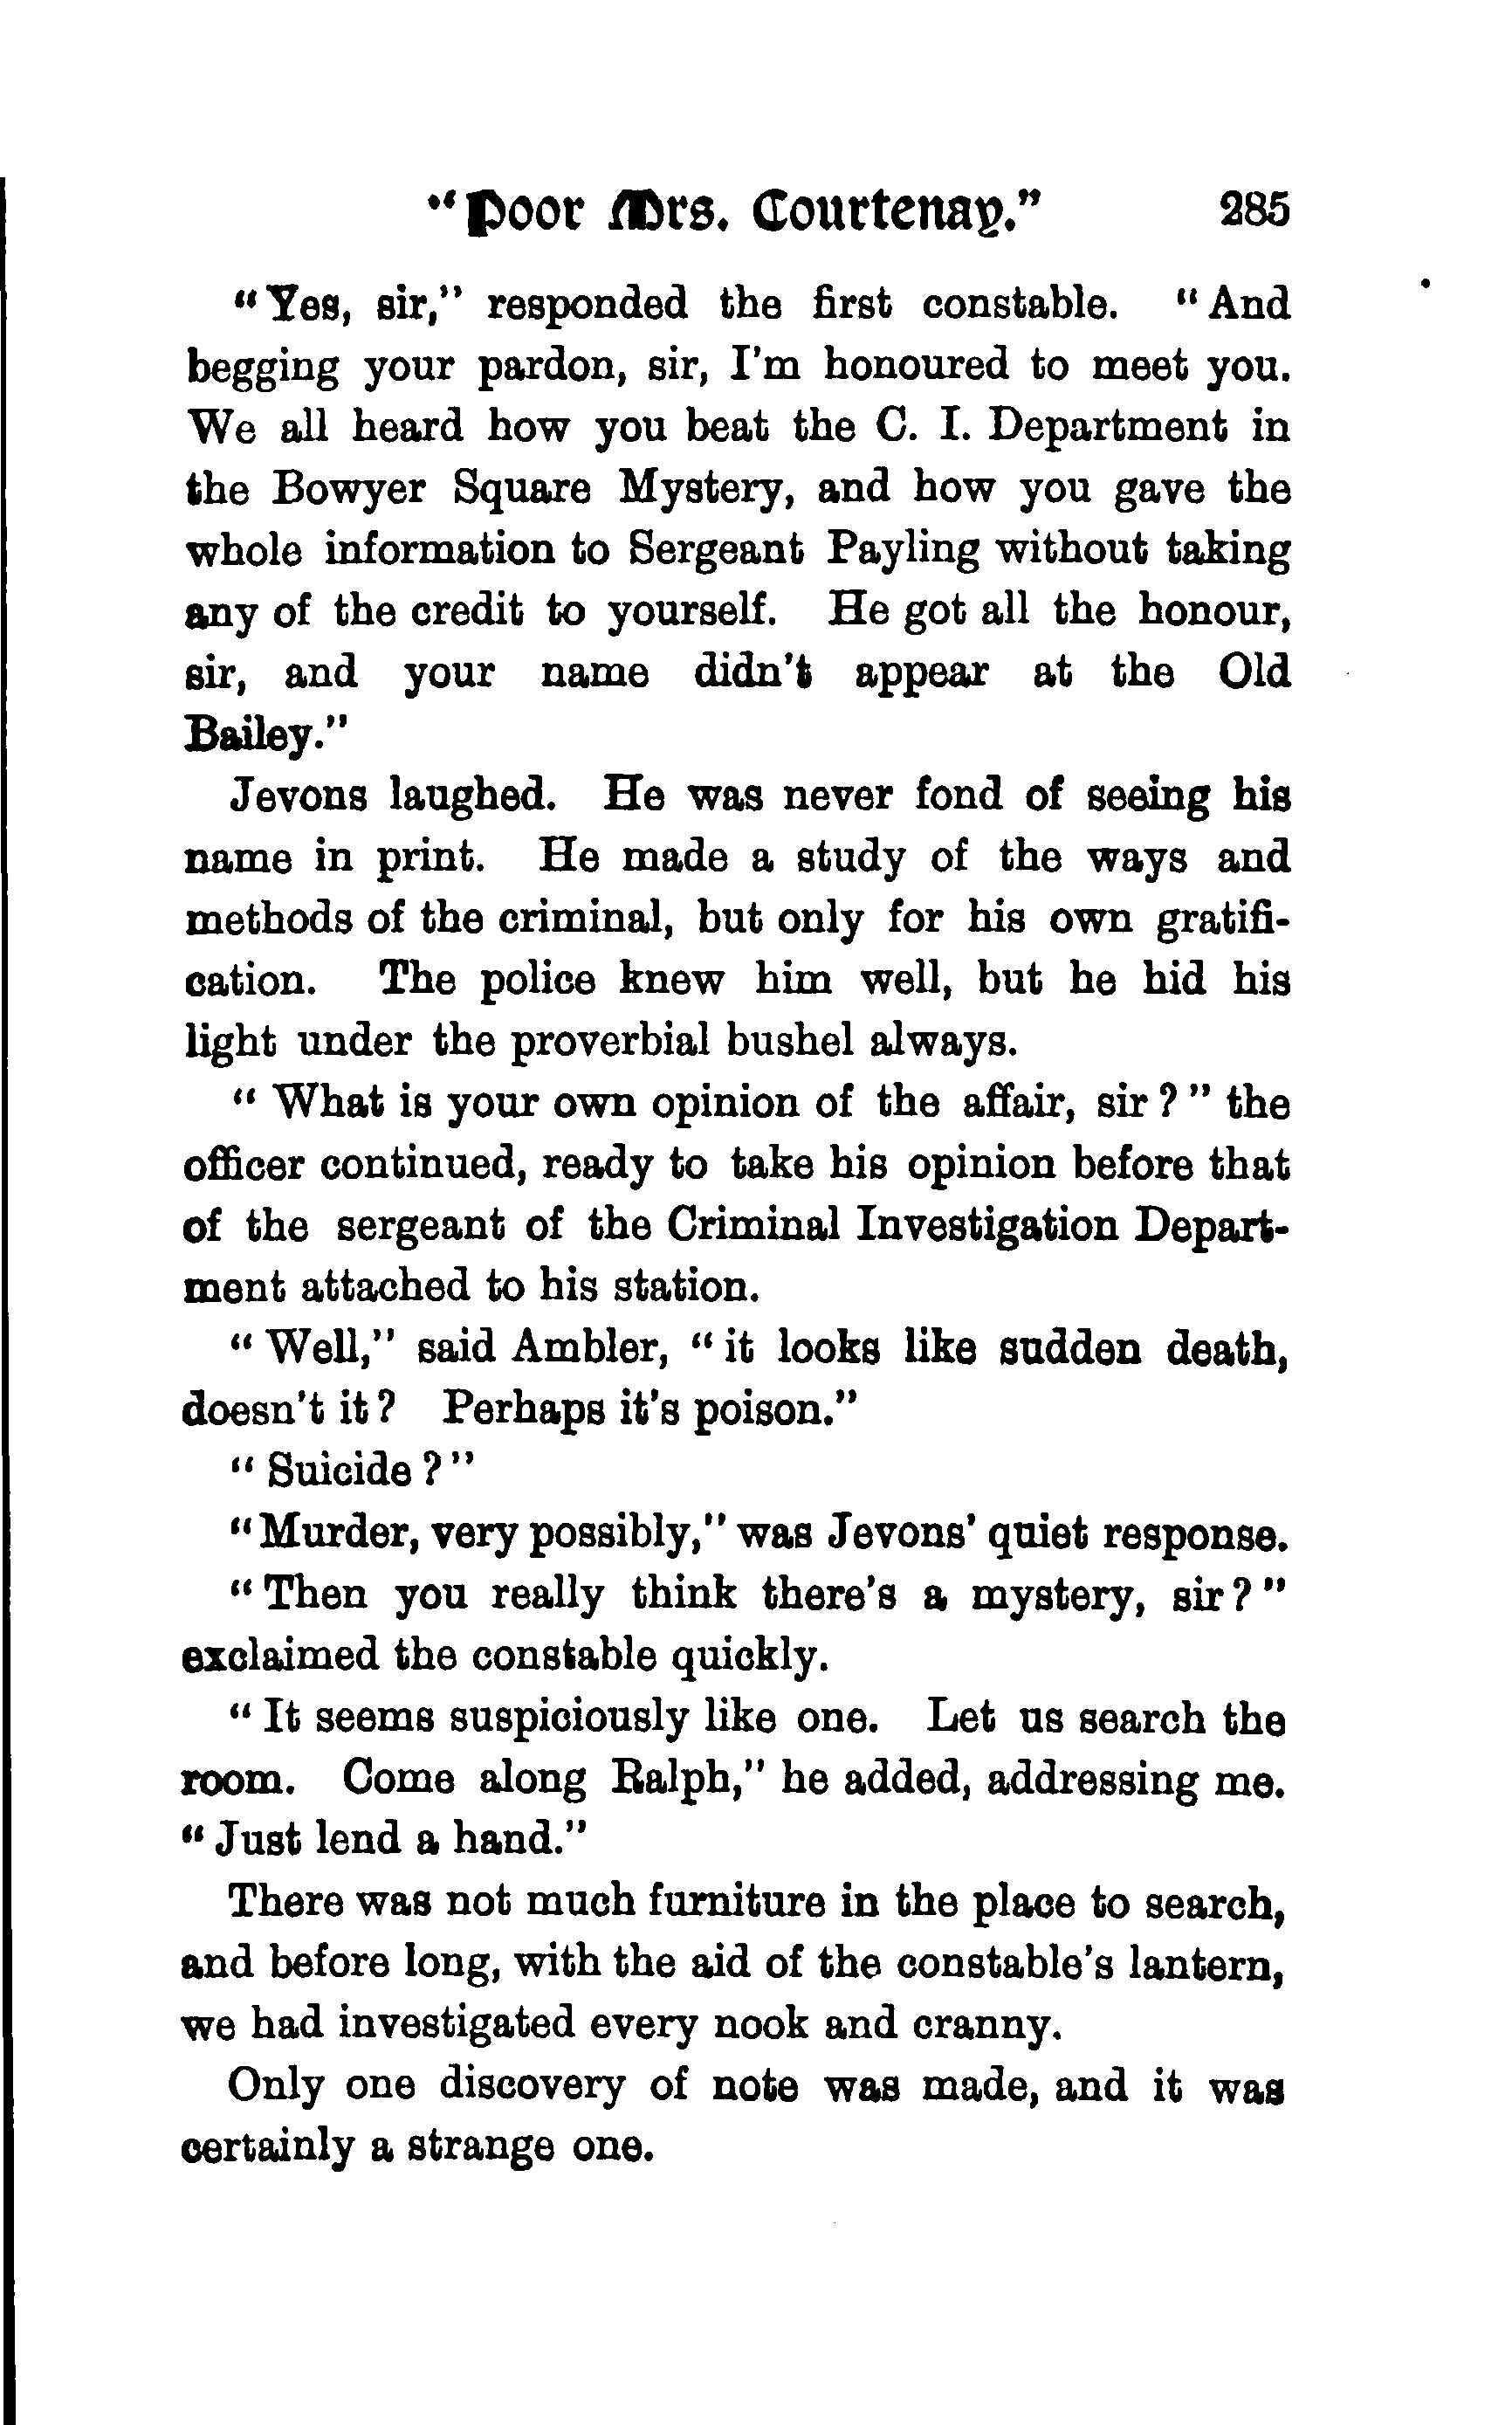 "Poor Mrs. Courtenay." 285
"Yes, sir," responded the first constable. "And
begging your pardon, sir, I'm honoured to meet you.
We all heard how you beat the C. I. Department in
the Bowyer Square Mystery, and how you gave the
whole information to Sergeant Payling without taking
any of the credit to yourself. He got all the honour,
sir, and your name didn't appear at the Old
Bailey."
Jevons laughed. He was never fond of seeing his
name in print. He made a study of the ways and
methods of the criminal, but only for his own gratifi-
cation. The police knew him well, but he hid his
light under the proverbial bushel always.
"What is your own opinion of the affair, sir?" the
officer continued, ready to take his opinion before that
of the sergeant of the Criminal Investigation Depart-
ment attached to his station.
"Well," said Ambler, "it looks like sudden death,
doesn't it? Perhaps it's poison."
"Suicide?"
"Murder, very possibly," was Jevons' quiet response.
"Then you really think there's a mystery, sir?"
exclaimed the constable quickly.
"It seems suspiciously like one. Let us search the
room. Come along Ralph," he added, addressing me.
"Just lend a hand."
There was not much furniture in the place to search,
and before long, with the aid of the constable's lantern,
we had investigated every nook and cranny.
Only one discovery of note was made, and it was
certainly a strange one.